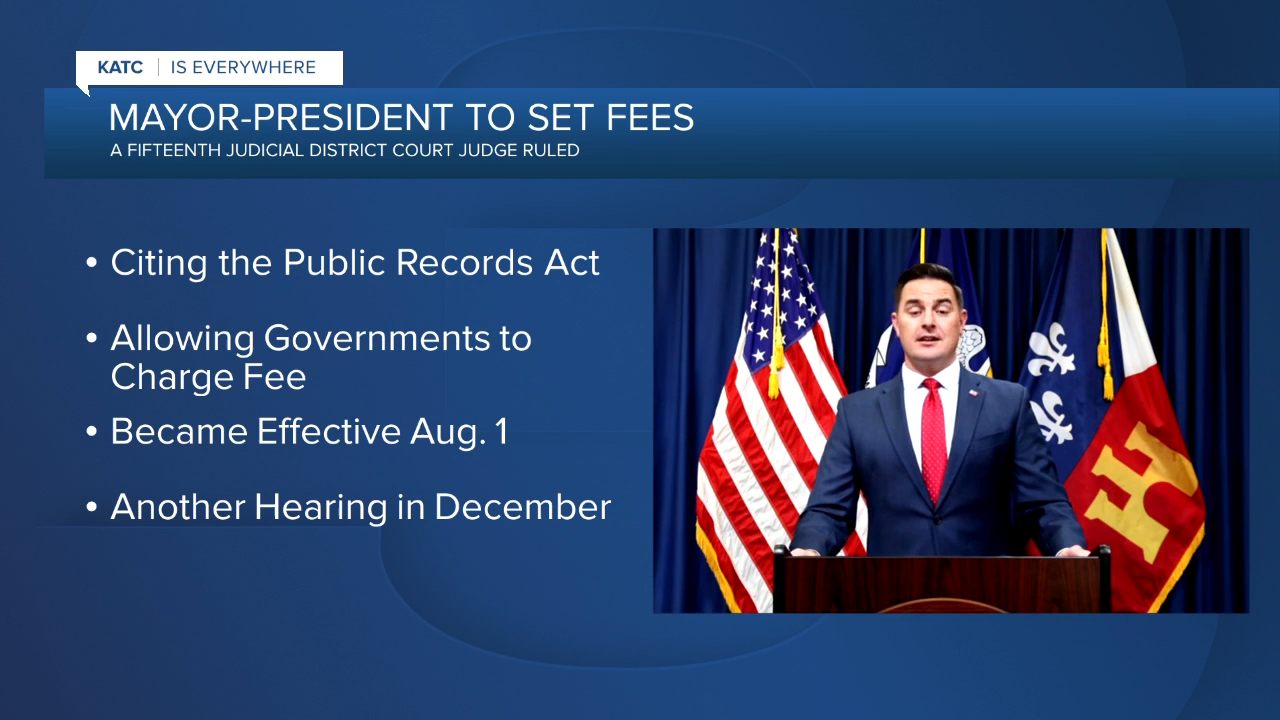 KATC | IS EVERYWHERE
MAYOR-PRESIDENT TO SET FEES
A FIFTEENTH JUDICIAL DISTRICT COURT JUDGE RULED
• Citing the Public Records Act
• Allowing Governments to
Charge Fee
• Became Effective Aug. 1
• Another Hearing in December